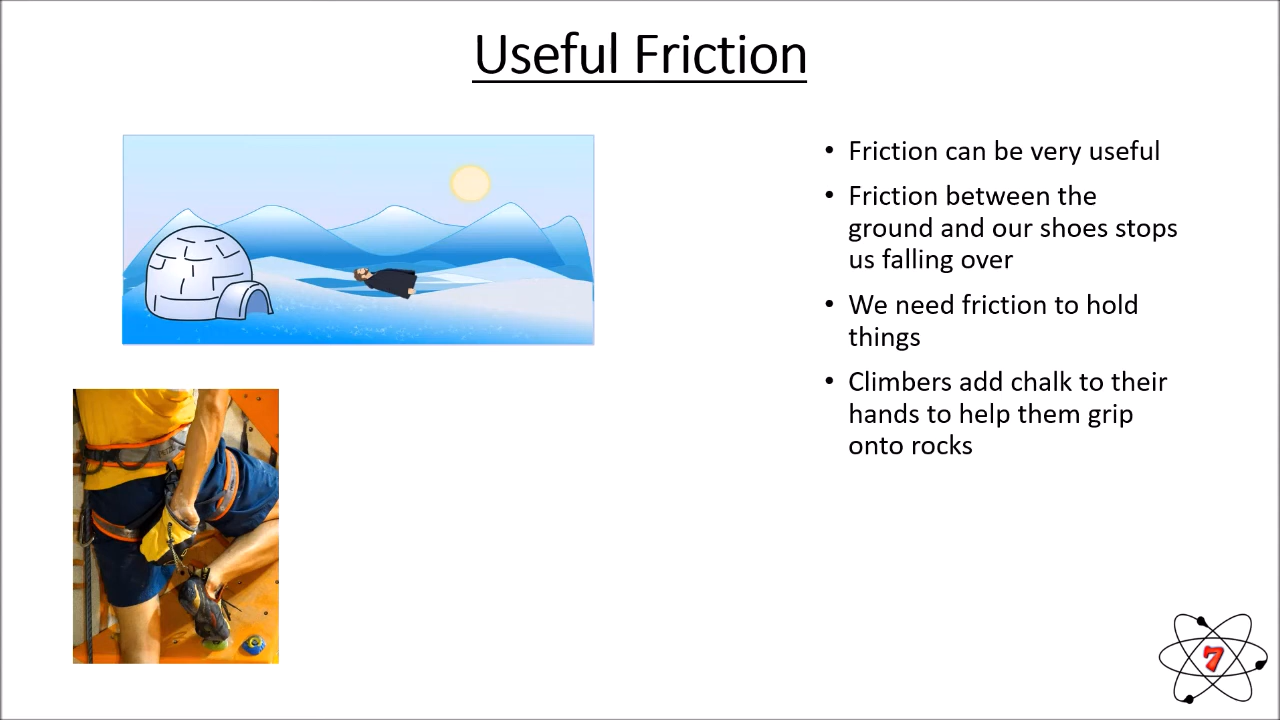 Useful Friction
• Friction can be very useful
• Friction between the
ground and our shoes stops
us falling over
• We need friction to hold
things
• Climbers add chalk to their
hands to help them grip
onto rocks
7